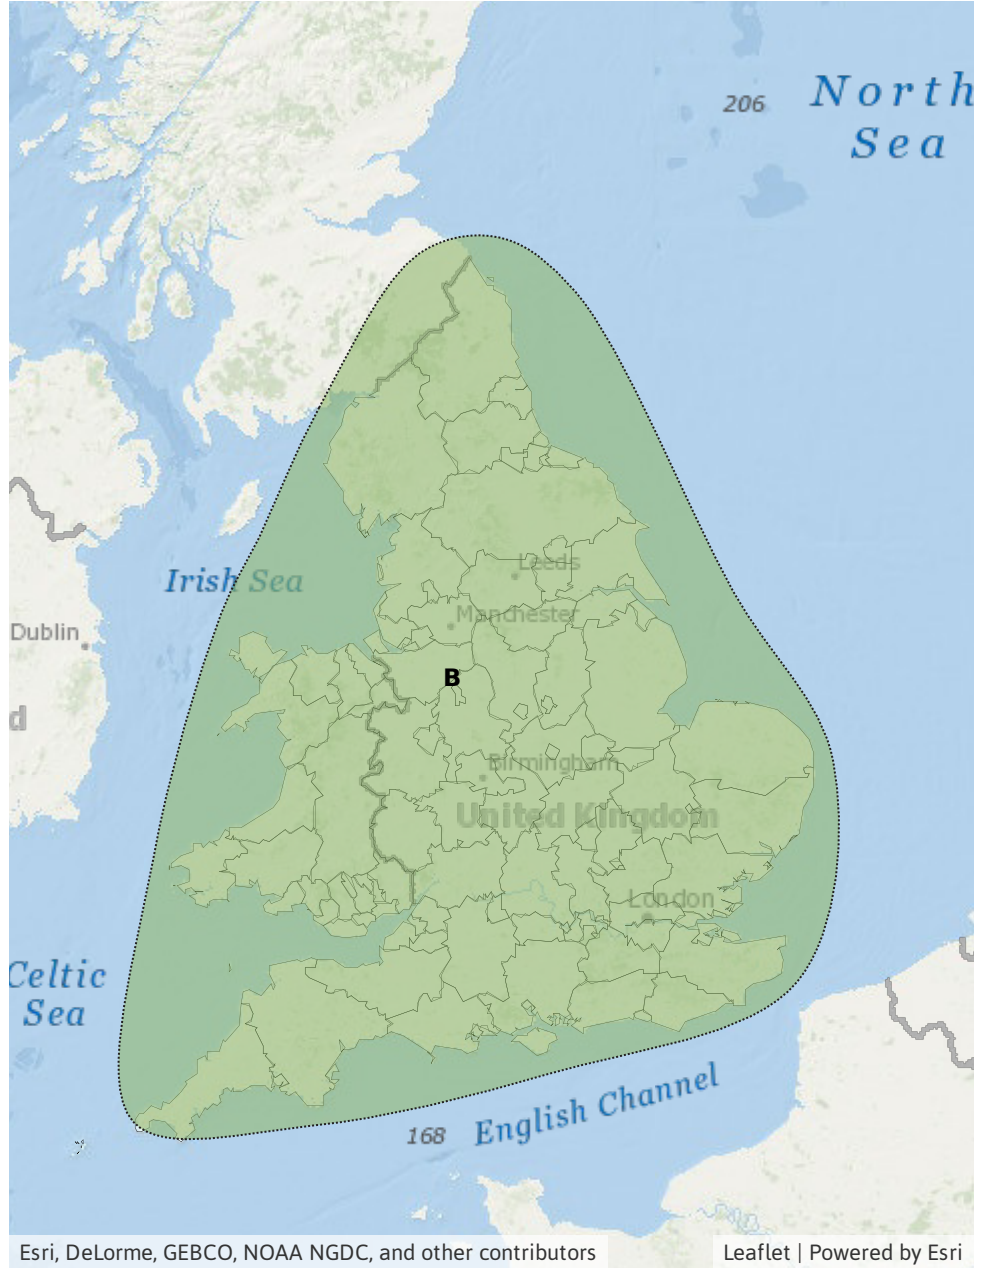 206
North
Sea
Irish Sea
Leeds
Manchester
Dublin
B
d
Birmingham
United Kingdom
London
Celtic
Sea
English Channel
168
Esri, DeLorme, GEBCO, NOAA NGDC, and other contributors
Leaflet | Powered by Esri